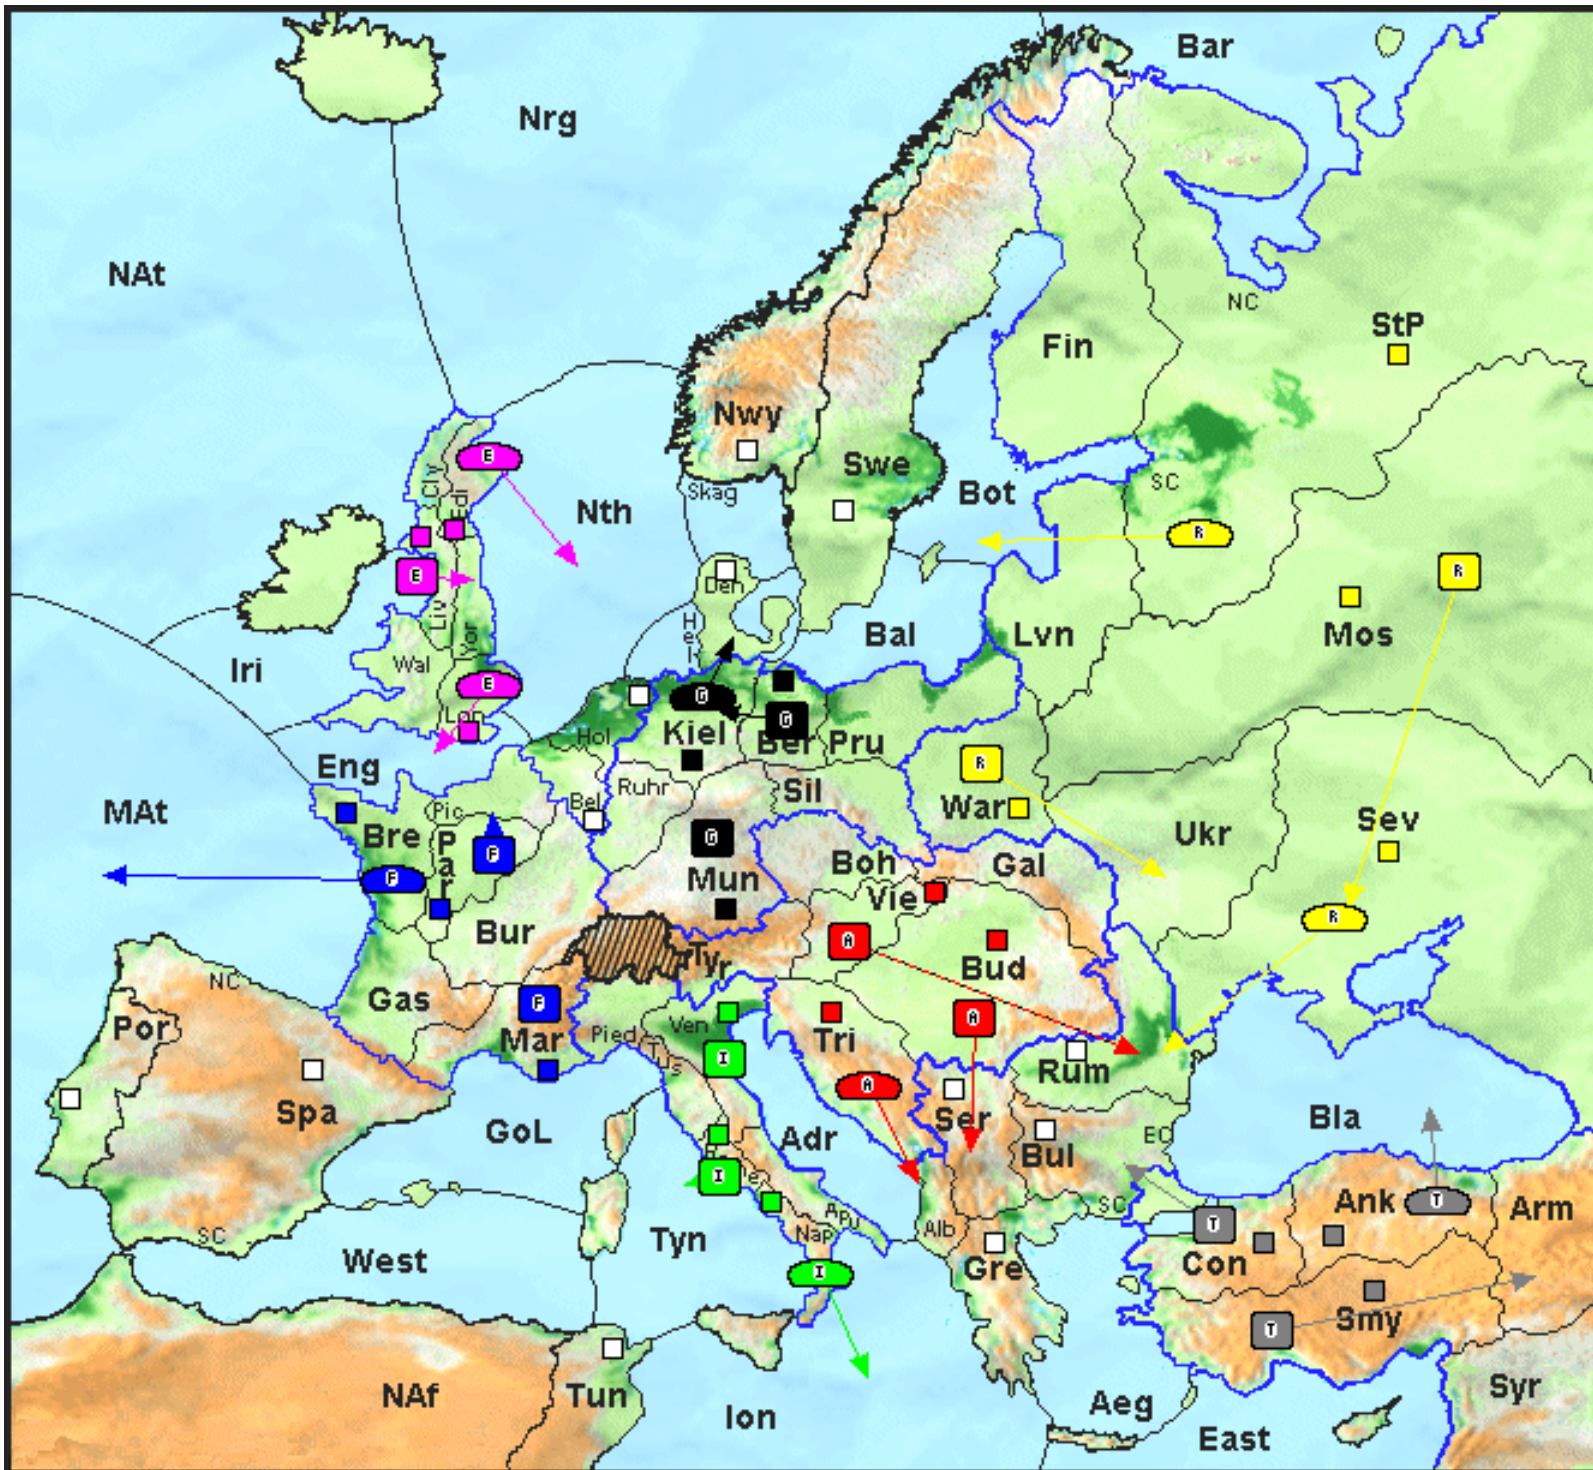 Bar
Nrg
NAt
NC
StP
Fin
Nwy
Swe
Cly
Edi
E
SC
Skag
Bot
Nth
R
E
R
Den
Hel
Liv
Yor
Bal
Lvn
Mos
Iri
Wal
E
Lon
G
G
Hol
Kiel
Ber
Pru
Eng
Ruhr
Sil
R
War
MAt
Pic
Bel
Bre
Par
F
G
Boh
Gal
Ukr
Sev
F
Mun
Vie
R
Bur
A
Tyr
Bud
NC
Gas
F
A
Por
Mar
Pied
Ven
Tri
Tus
I
Rum
Spa
A
Ser
GoL
Adr
Bul
EC
Bla
I
Ank
T
Arm
SC
Apu
Nap
Alb
SC
T
West
Tyn
I
Gre
Con
Smy
T
NAf
Tun
Ion
Aeg
East
Syr